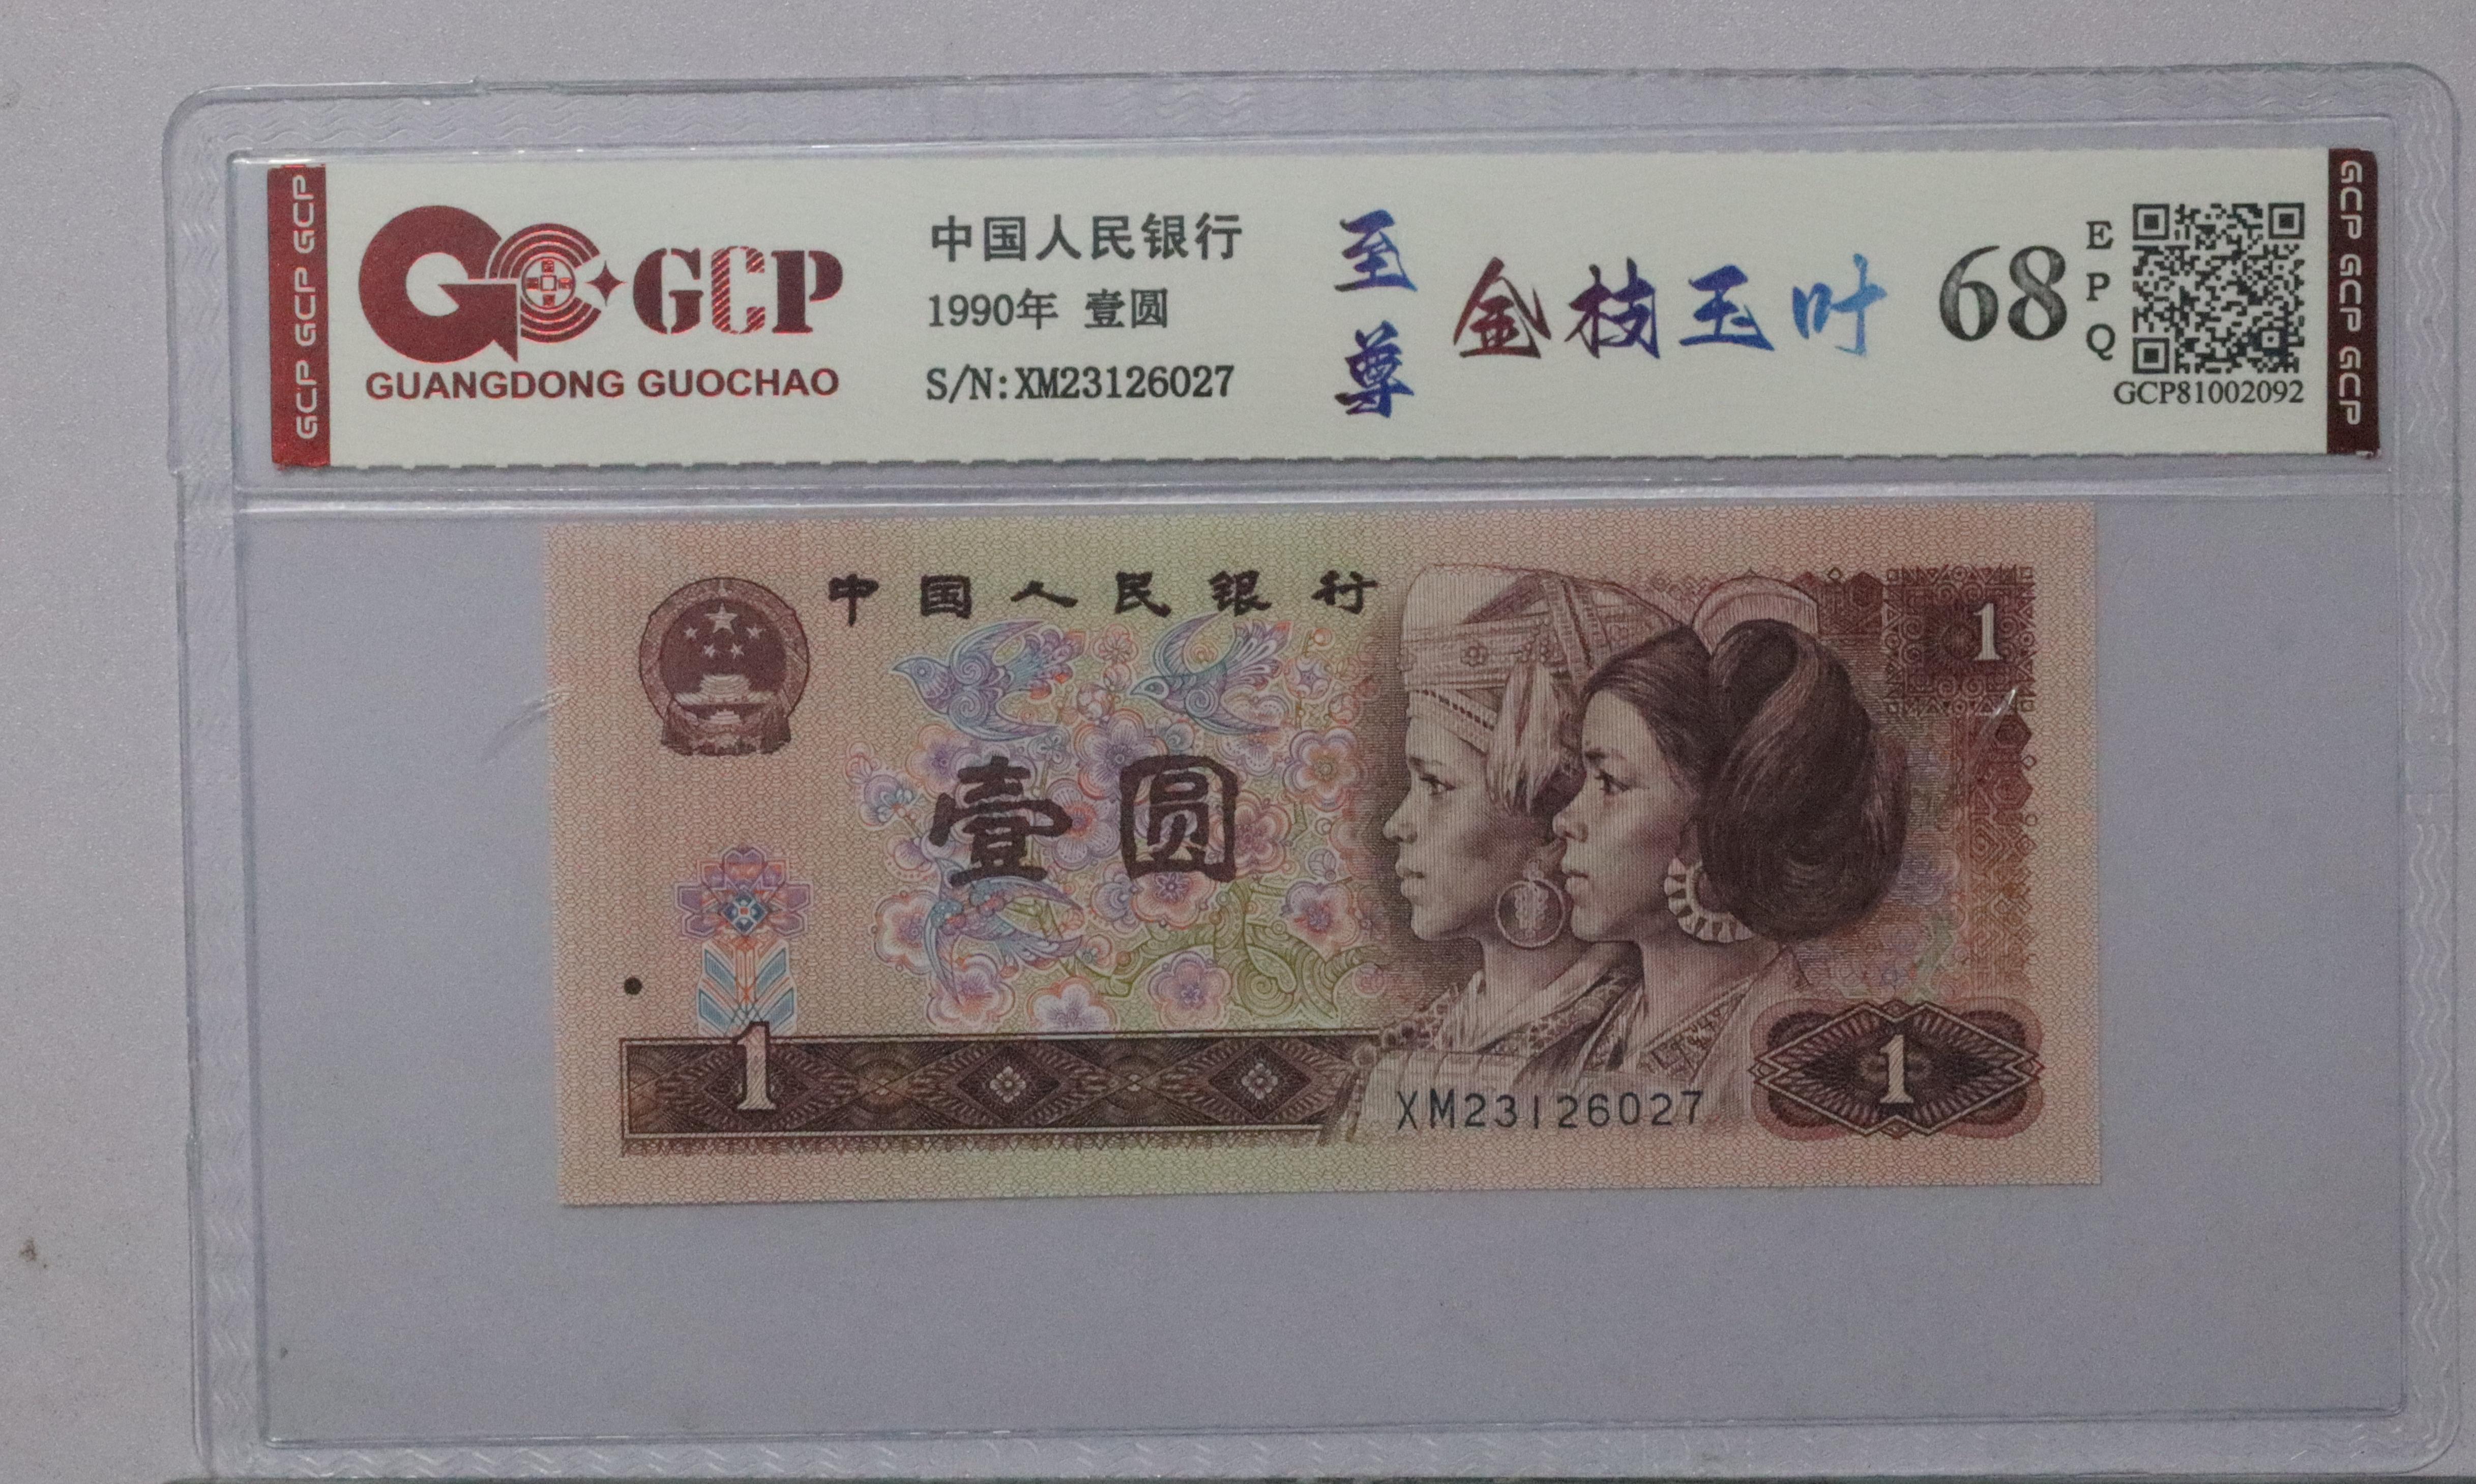 GCP GCP GCP
GCP
GUANGDONG GUOCHAO
中国人民银行
1990年 壹圆
S/N:XM23126027
至尊
金枝玉叶
68
EPQ
GCP81002092
GCP GCP GCP
中国人民银行
1
壹圆
1
XM23126027
1